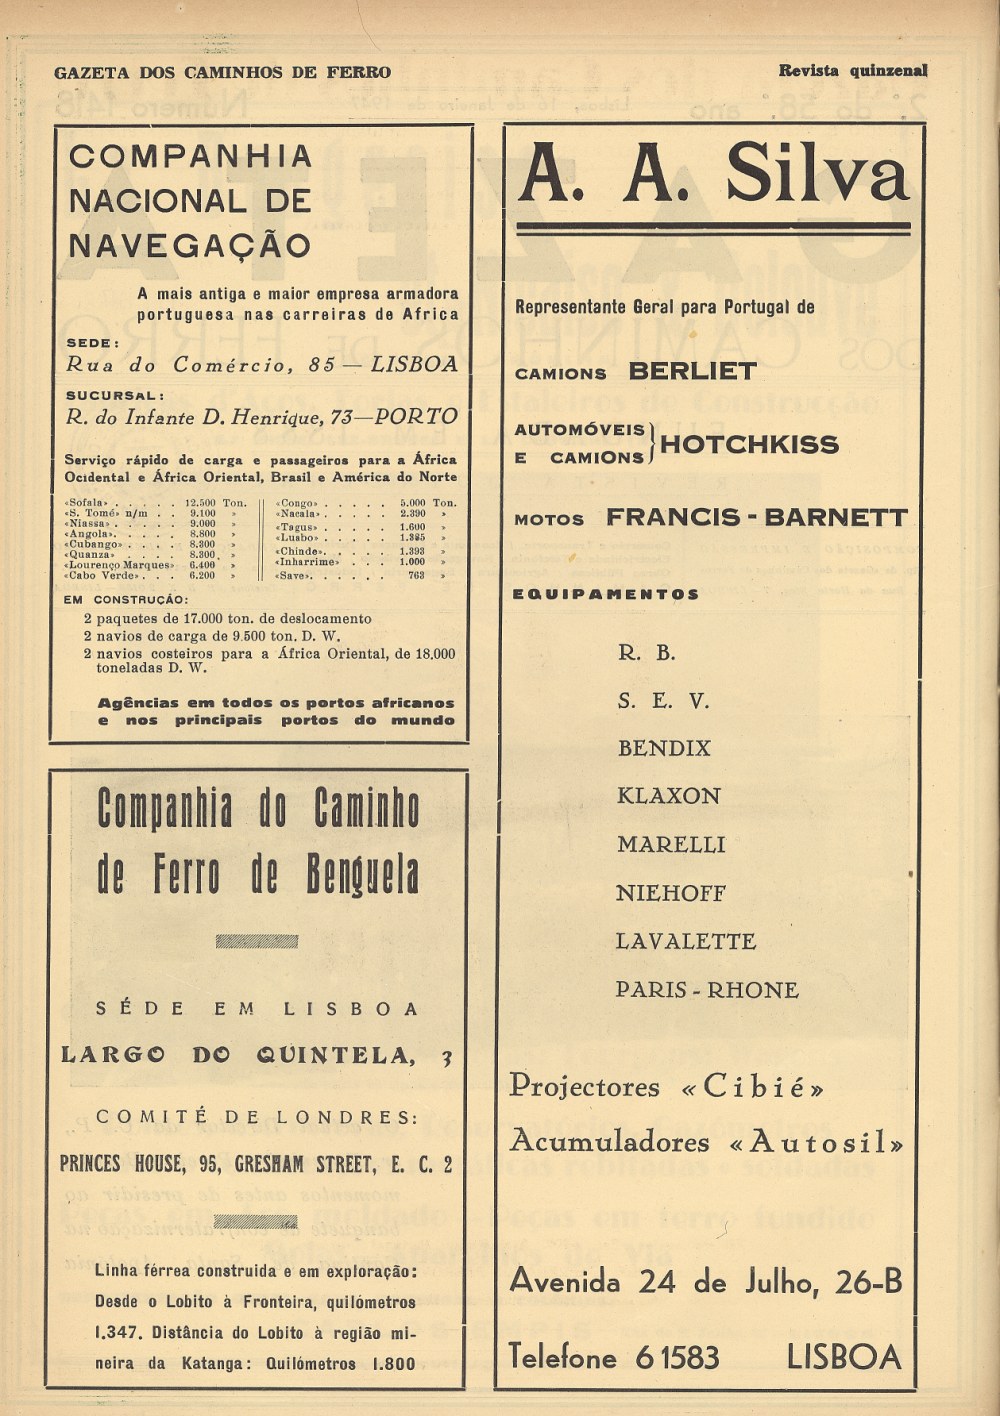 GAZETA DOS CAMINHOS DE FERRO
Revista quinzenal
COMPANHIA
NACIONAL DE
NAVEGAÇÃO
A mais antiga e maior empresa armadora
portuguesa nas carreiras de Africa
SEDE:
Rua do Comércio, 85 — LISBOA
SUCURSAL:
R. do Infante D. Henrique, 73—PORTO
Serviço rápido de carga e passageiros para a África
Ocidental e África Oriental, Brasil e América do Norte
«Sofala» . . . . . 12.500 Ton.
«S. Tomé» n/m . . . 9.100 »
«Niassa» . . . . . 9.000 »
«Angola» . . . . . 8.800 »
«Cubango» . . . . 8.300 »
«Quanza» . . . . 8.300 »
«Lourenço Marques» 6.400 »
«Cabo Verde» . . . 6.200 »
«Congo» . . . . . 5.000 Ton.
«Nacala» . . . . . 2.390 »
«Tagus» . . . . . 1.600 »
«Luabo» . . . . . 1.385 »
«Chinde» . . . . . 1.393 »
«Inharrime» . . . . 1.000 »
«Save» . . . . . . 763 »
EM CONSTRUÇÃO:
2 paquetes de 17.000 ton. de deslocamento
2 navios de carga de 9.500 ton. D. W.
2 navios costeiros para a África Oriental, de 18.000
toneladas D. W.
Agências em todos os portos africanos
e nos principais portos do mundo
Companhia do Caminho
de Ferro de Benguela
SÉDE EM LISBOA
LARGO DO QUINTELA, 3
COMITÉ DE LONDRES:
PRINCES HOUSE, 95, GRESHAM STREET, E. C. 2
Linha férrea construida e em exploração:
Desde o Lobito à Fronteira, quilómetros
1.347. Distância do Lobito à região mi-
neira da Katanga: Quilómetros 1.800
A. A. Silva
Representante Geral para Portugal de
CAMIONS BERLIET
AUTOMÓVEIS
E CAMIONS } HOTCHKISS
MOTOS FRANCIS - BARNETT
EQUIPAMENTOS
R. B.
S. E. V.
BENDIX
KLAXON
MARELLI
NIEHOFF
LAVALETTE
PARIS - RHONE
Projectores «Cibié»
Acumuladores «Autosil»
Avenida 24 de Julho, 26-B
Telefone 61583 LISBOA